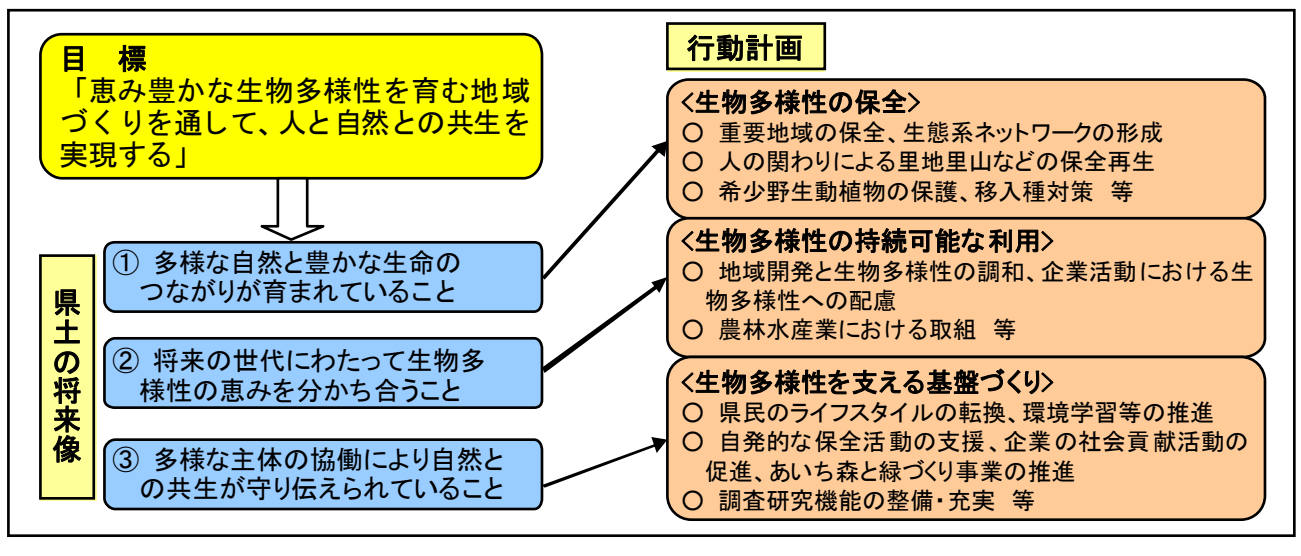 目　標
「恵み豊かな生物多様性を育む地域
づくりを通して、人と自然との共生を
実現する」
県土の将来像
① 多様な自然と豊かな生命の
つながりが育まれていること
② 将来の世代にわたって生物多
様性の恵みを分かち合うこと
③ 多様な主体の協働により自然と
の共生が守り伝えられていること
行動計画
<生物多様性の保全>
○ 重要地域の保全、生態系ネットワークの形成
○ 人の関わりによる里地里山などの保全再生
○ 希少野生動植物の保護、移入種対策　等
<生物多様性の持続可能な利用>
○ 地域開発と生物多様性の調和、企業活動における生
物多様性への配慮
○ 農林水産業における取組　等
<生物多様性を支える基盤づくり>
○ 県民のライフスタイルの転換、環境学習等の推進
○ 自発的な保全活動の支援、企業の社会貢献活動の
促進、あいち森と緑づくり事業の推進
○ 調査研究機能の整備・充実　等